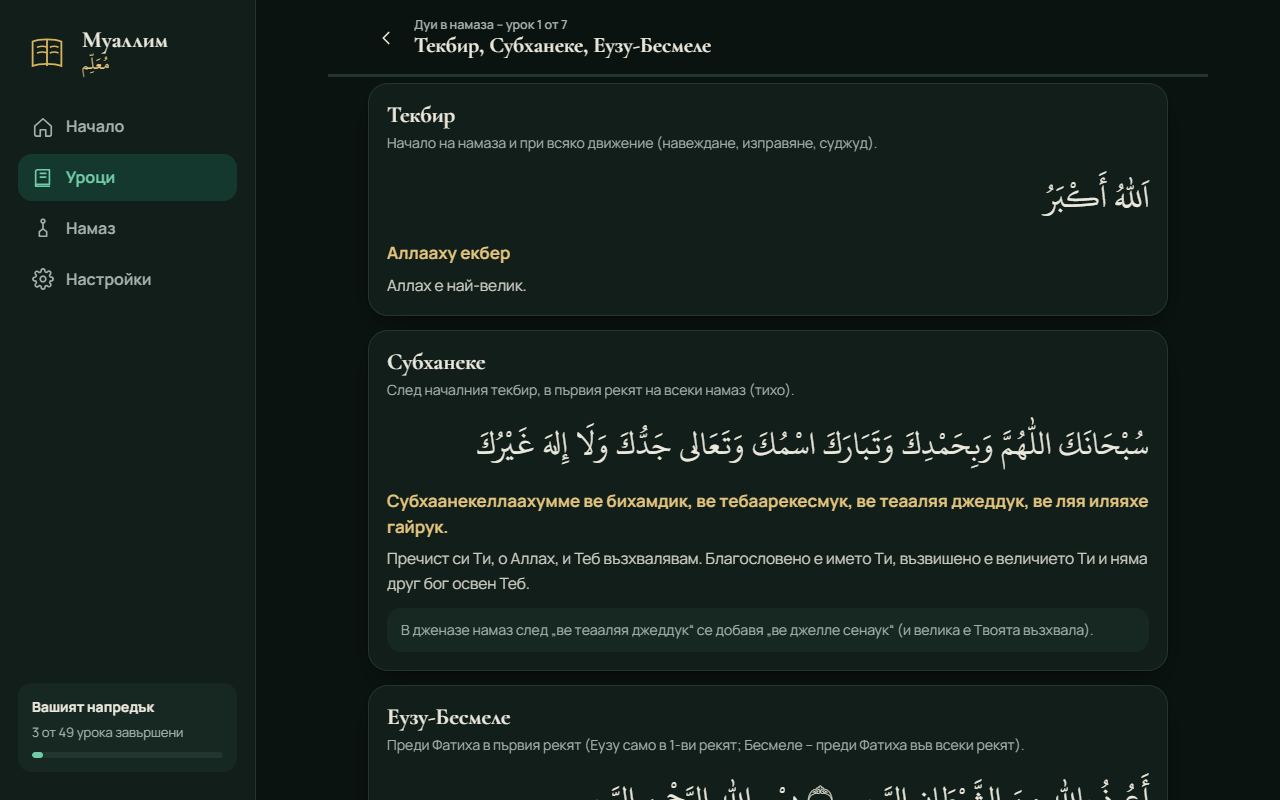 Муаллим
مُعَلِّم
Начало
Уроци
Намаз
Настройки
Вашият напредък
3 от 49 урока завършени
Дуи в намаза – урок 1 от 7
Текбир, Субханеке, Еузу-Бесмеле
Текбир
Начало на намаза и при всяко движение (навеждане, изправяне, суджуд).
اَللّٰهُ أَكْبَرُ
Аллааху екбер
Аллах е най-велик.
Субханеке
След началния текбир, в първия рекят на всеки намаз (тихо).
سُبْحَانَكَ اللّٰهُمَّ وَبِحَمْدِكَ وَتَبَارَكَ اسْمُكَ وَتَعَالٰى جَدُّكَ وَلَا إِلٰهَ غَيْرُكَ
Субхаанекеллаахумме ве бихамдик, ве тебаарекесмук, ве теааляя джеддук, ве ляя иляяхе
гайрук.
Пречист си Ти, о Аллах, и Теб възхвалявам. Благословено е името Ти, възвишено е величието Ти и няма
друг бог освен Теб.
В дженазе намаз след „ве теааляя джеддук“ се добавя „ве джелле сенаук“ (и велика е Твоята възхвала).
Еузу-Бесмеле
Преди Фатиха в първия рекят (Еузу само в 1-ви рекят; Бесмеле – преди Фатиха във всеки рекят).